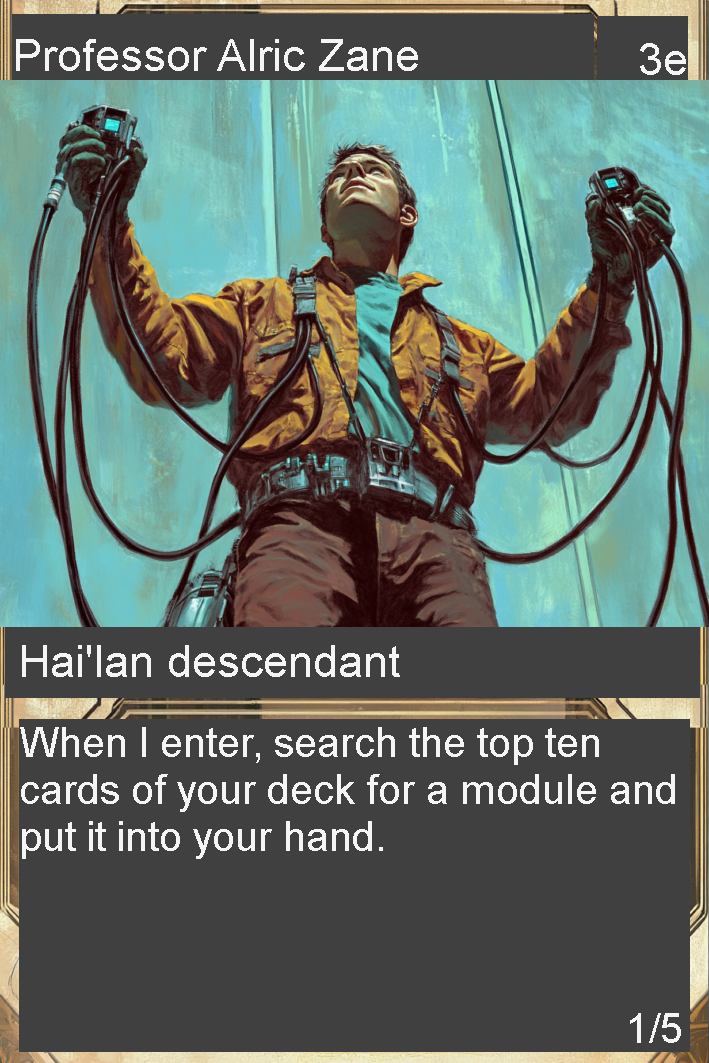 Professor Alric Zane
3e
Hai'lan descendant
When I enter, search the top ten
cards of your deck for a module and
put it into your hand.
1/5